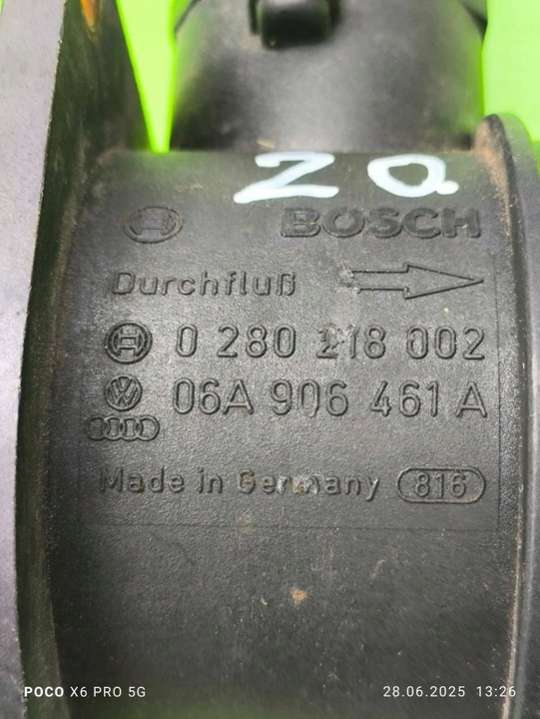 ZQ
BOSCH
Durchfluß
0 280 218 002
06A 906 461 A
Made in Germany 816
POCO X6 PRO 5G
28.06.2025 13:26